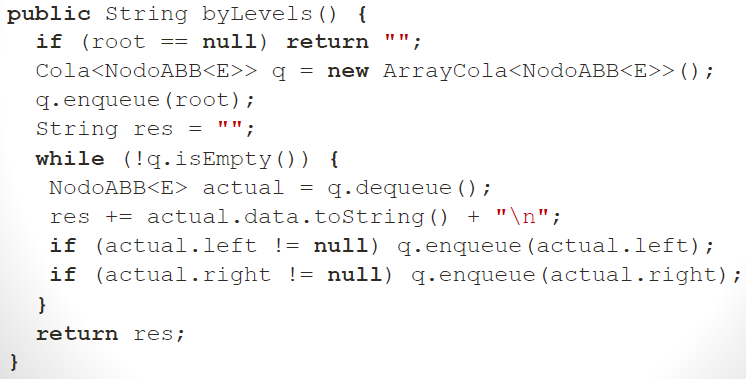 public String byLevels() {
if (root == null) return "";
Cola<NodoABB<E>> q = new ArrayCola<NodoABB<E>>();
q.enqueue(root);
String res = "";
while (!q.isEmpty()) {
NodoABB<E> actual = q.dequeue();
res += actual.data.toString() + "\n";
if (actual.left != null) q.enqueue(actual.left);
if (actual.right != null) q.enqueue(actual.right);
}
return res;
}